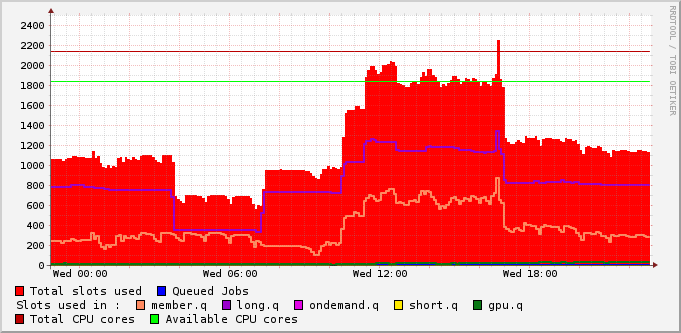 2400
2200
2000
1800
1600
1400
1200
1000
800
600
400
200
0
Wed 00:00 Wed 06:00 Wed 12:00 Wed 18:00
RRDTOOL / TOBI OETIKER
Total slots used Queued Jobs
Slots used in : member.q long.q ondemand.q short.q gpu.q
Total CPU cores Available CPU cores